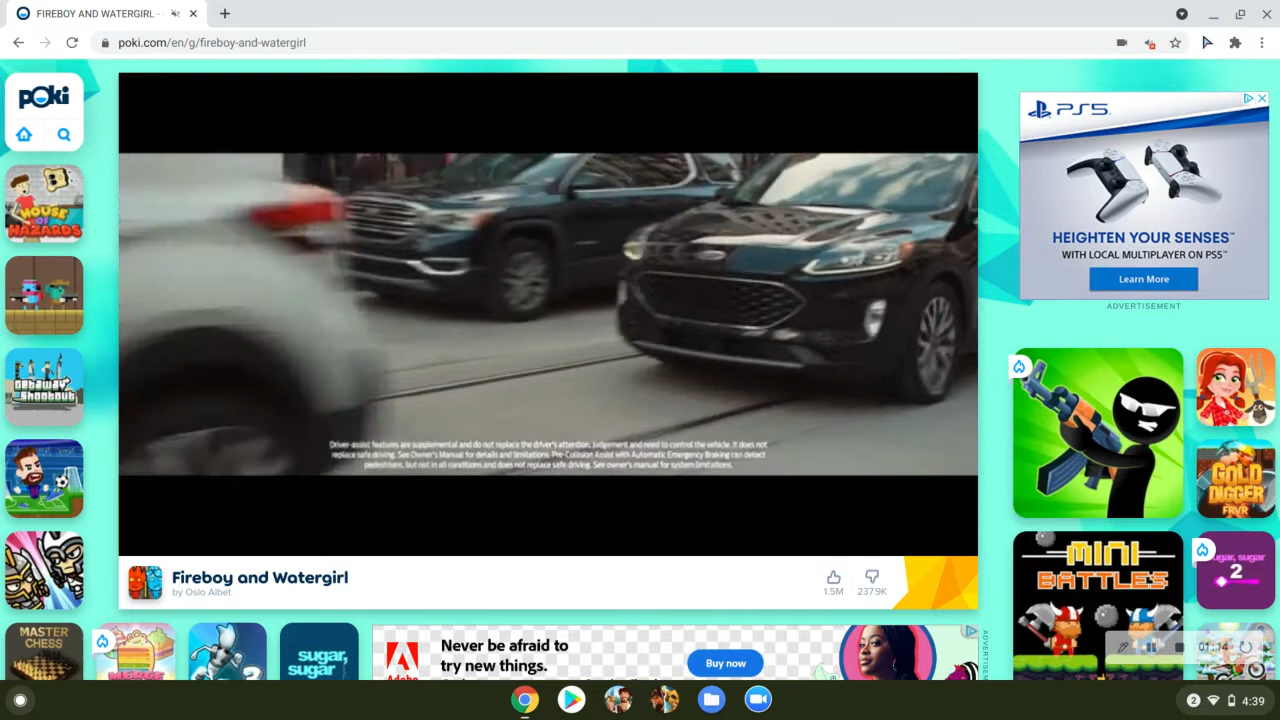 FIREBOY AND WATERGIRL -
poki.com/en/g/fireboy-and-watergirl
poki
HOUSE
OF
HAZARDS
GETAWAY
SHOOTOUT
MASTER
CHESS
MERGE
sugar,
sugar
Driver-assist features are supplemental and do not replace the driver's attention, judgement and need to control the vehicle. It does not
replace safe driving. See Owner's Manual for details and limitations. Pre-Collision Assist with Automatic Emergency Braking can detect
pedestrians, but not in all conditions and does not replace safe driving. See owner's manual for system limitations.
Fireboy and Watergirl
by Oslo Albet
1.5M
237.9K
Adobe
Never be afraid to
try new things.
Buy now
PS5
HEIGHTEN YOUR SENSES™
WITH LOCAL MULTIPLAYER ON PS5™
Learn More
ADVERTISEMENT
GOLD
DIGGER
FRVR
MINI
BATTLES
sugar, sugar
2
01:14
2
4:39